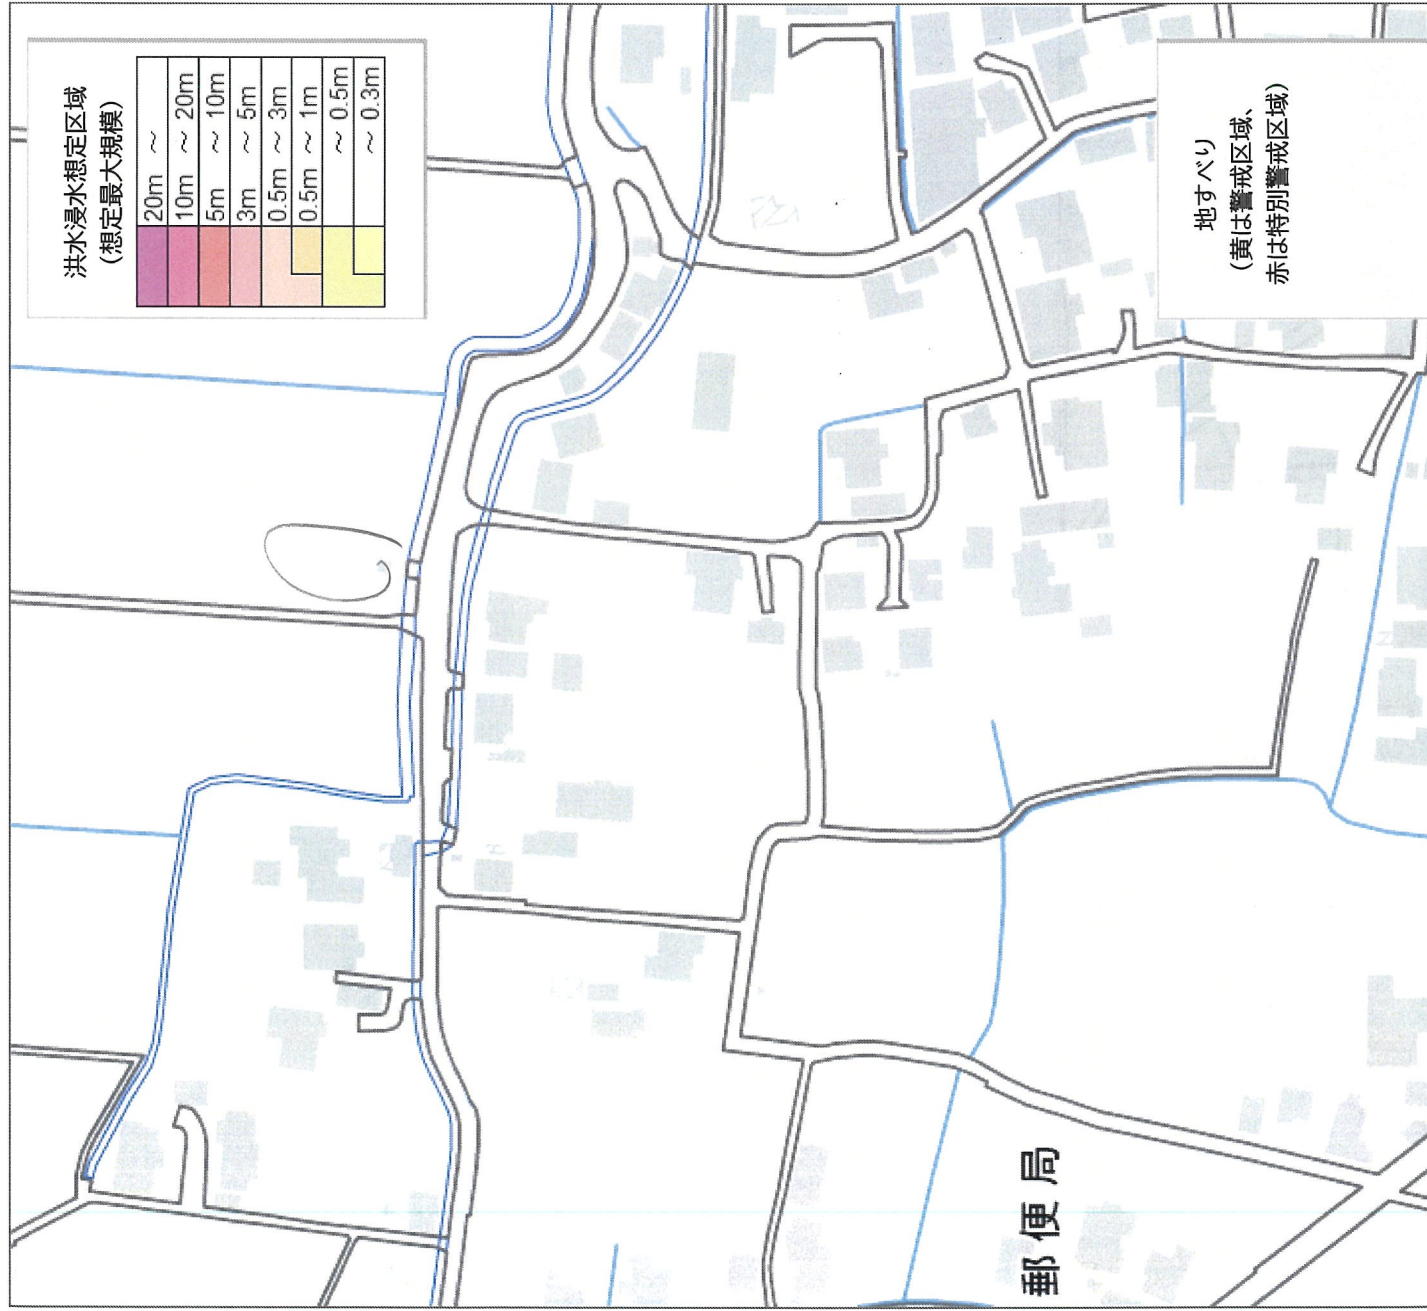 洪水浸水想定区域
(想定最大規模)
20m ～
10m ～ 20m
5m ～ 10m
3m ～ 5m
0.5m ～ 3m
0.5m ～ 1m
～ 0.5m
～ 0.3m
地すべり
(黄は警戒区域、
赤は特別警戒区域)
郵便局